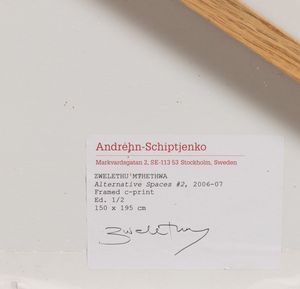 Andréhn-Schiptjenko
Markvardsgatan 2, SE-113 53 Stockholm, Sweden
ZWELETHU MTHETHWA
Alternative Spaces #2, 2006-07
Framed c-print
Ed. 1/2
150 x 195 cm
Zwelethu